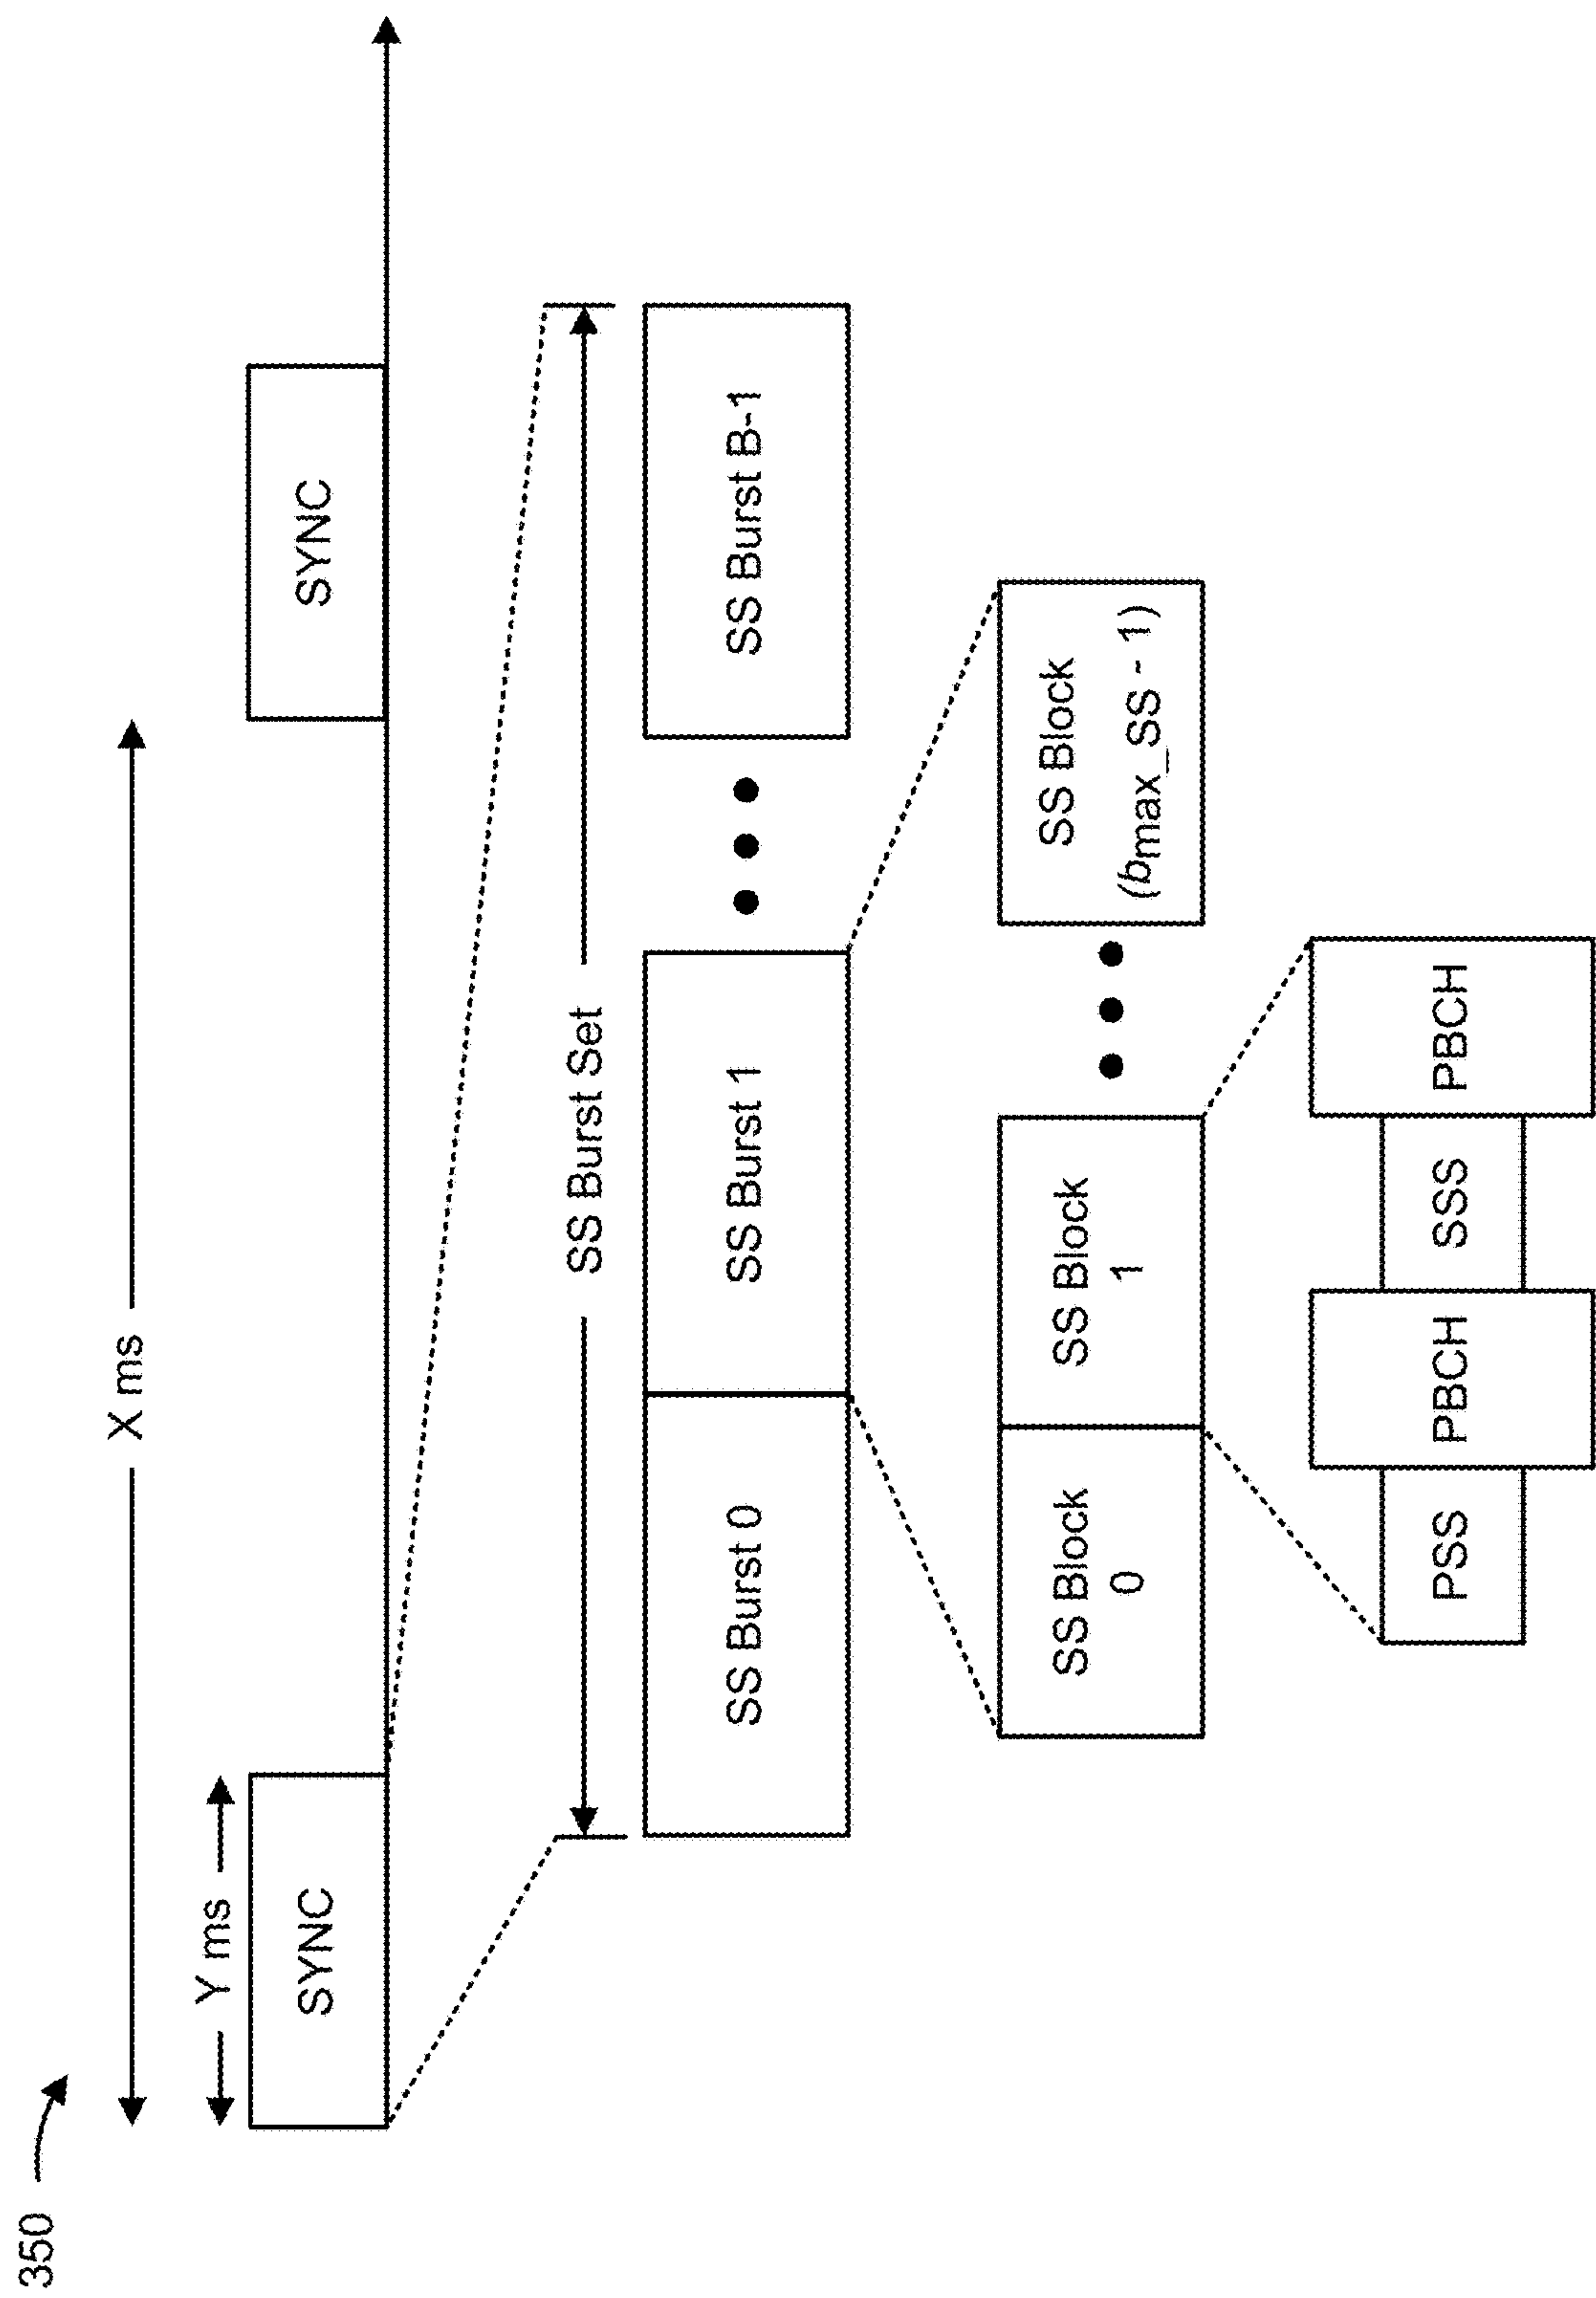 350
X ms
Y ms
SYNC
SYNC
SS Burst Set
SS Burst 0
SS Burst 1
SS Burst B-1
SS Block
0
SS Block
1
SS Block
(bmax_SS - 1)
PSS
PBCH
SSS
PBCH